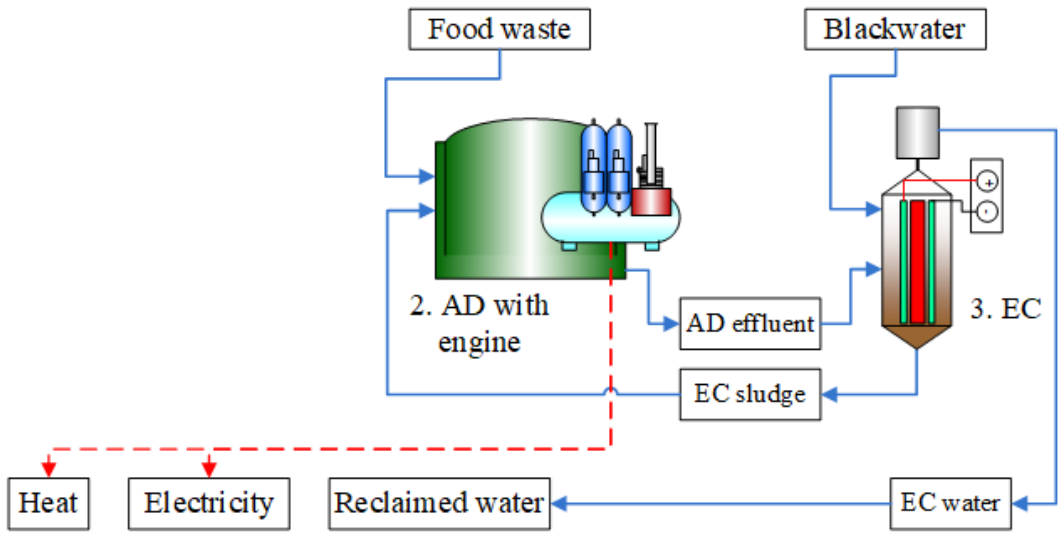 Food waste
Blackwater
+
-
2. AD with
engine
AD effluent
3. EC
EC sludge
Heat
Electricity
Reclaimed water
EC water